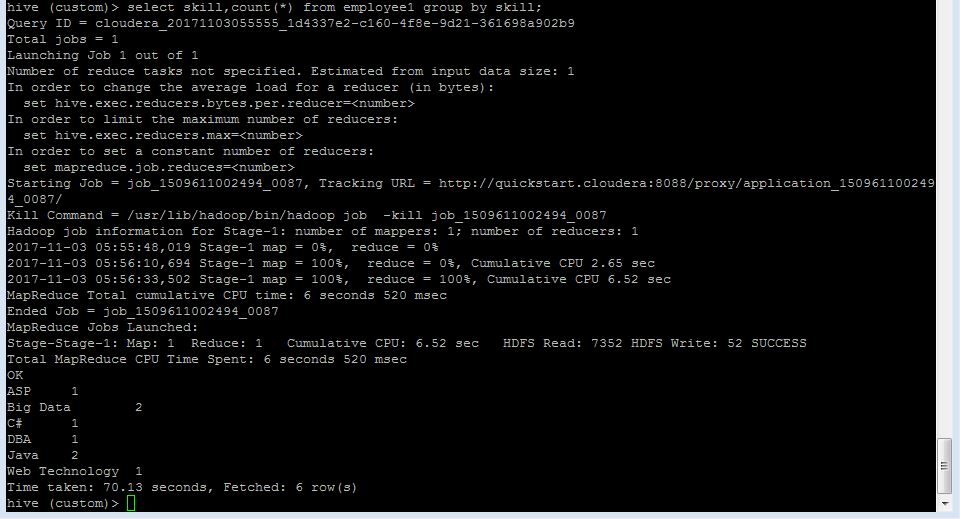 hive (custom)> select skill,count(*) from employee1 group by skill;
Query ID = cloudera_20171103055555_1d4337e2-c160-4f8e-9d21-361698a902b9
Total jobs = 1
Launching Job 1 out of 1
Number of reduce tasks not specified. Estimated from input data size: 1
In order to change the average load for a reducer (in bytes):
  set hive.exec.reducers.bytes.per.reducer=<number>
In order to limit the maximum number of reducers:
  set hive.exec.reducers.max=<number>
In order to set a constant number of reducers:
  set mapreduce.job.reduces=<number>
Starting Job = job_1509611002494_0087, Tracking URL = http://quickstart.cloudera:8088/proxy/application_150961100249
4_0087/
Kill Command = /usr/lib/hadoop/bin/hadoop job  -kill job_1509611002494_0087
Hadoop job information for Stage-1: number of mappers: 1; number of reducers: 1
2017-11-03 05:55:48,019 Stage-1 map = 0%,  reduce = 0%
2017-11-03 05:56:10,694 Stage-1 map = 100%,  reduce = 0%, Cumulative CPU 2.65 sec
2017-11-03 05:56:33,502 Stage-1 map = 100%,  reduce = 100%, Cumulative CPU 6.52 sec
MapReduce Total cumulative CPU time: 6 seconds 520 msec
Ended Job = job_1509611002494_0087
MapReduce Jobs Launched:
Stage-Stage-1: Map: 1  Reduce: 1   Cumulative CPU: 6.52 sec   HDFS Read: 7352 HDFS Write: 52 SUCCESS
Total MapReduce CPU Time Spent: 6 seconds 520 msec
OK
ASP     1
Big Data        2
C#      1
DBA     1
Java    2
Web Technology  1
Time taken: 70.13 seconds, Fetched: 6 row(s)
hive (custom)>